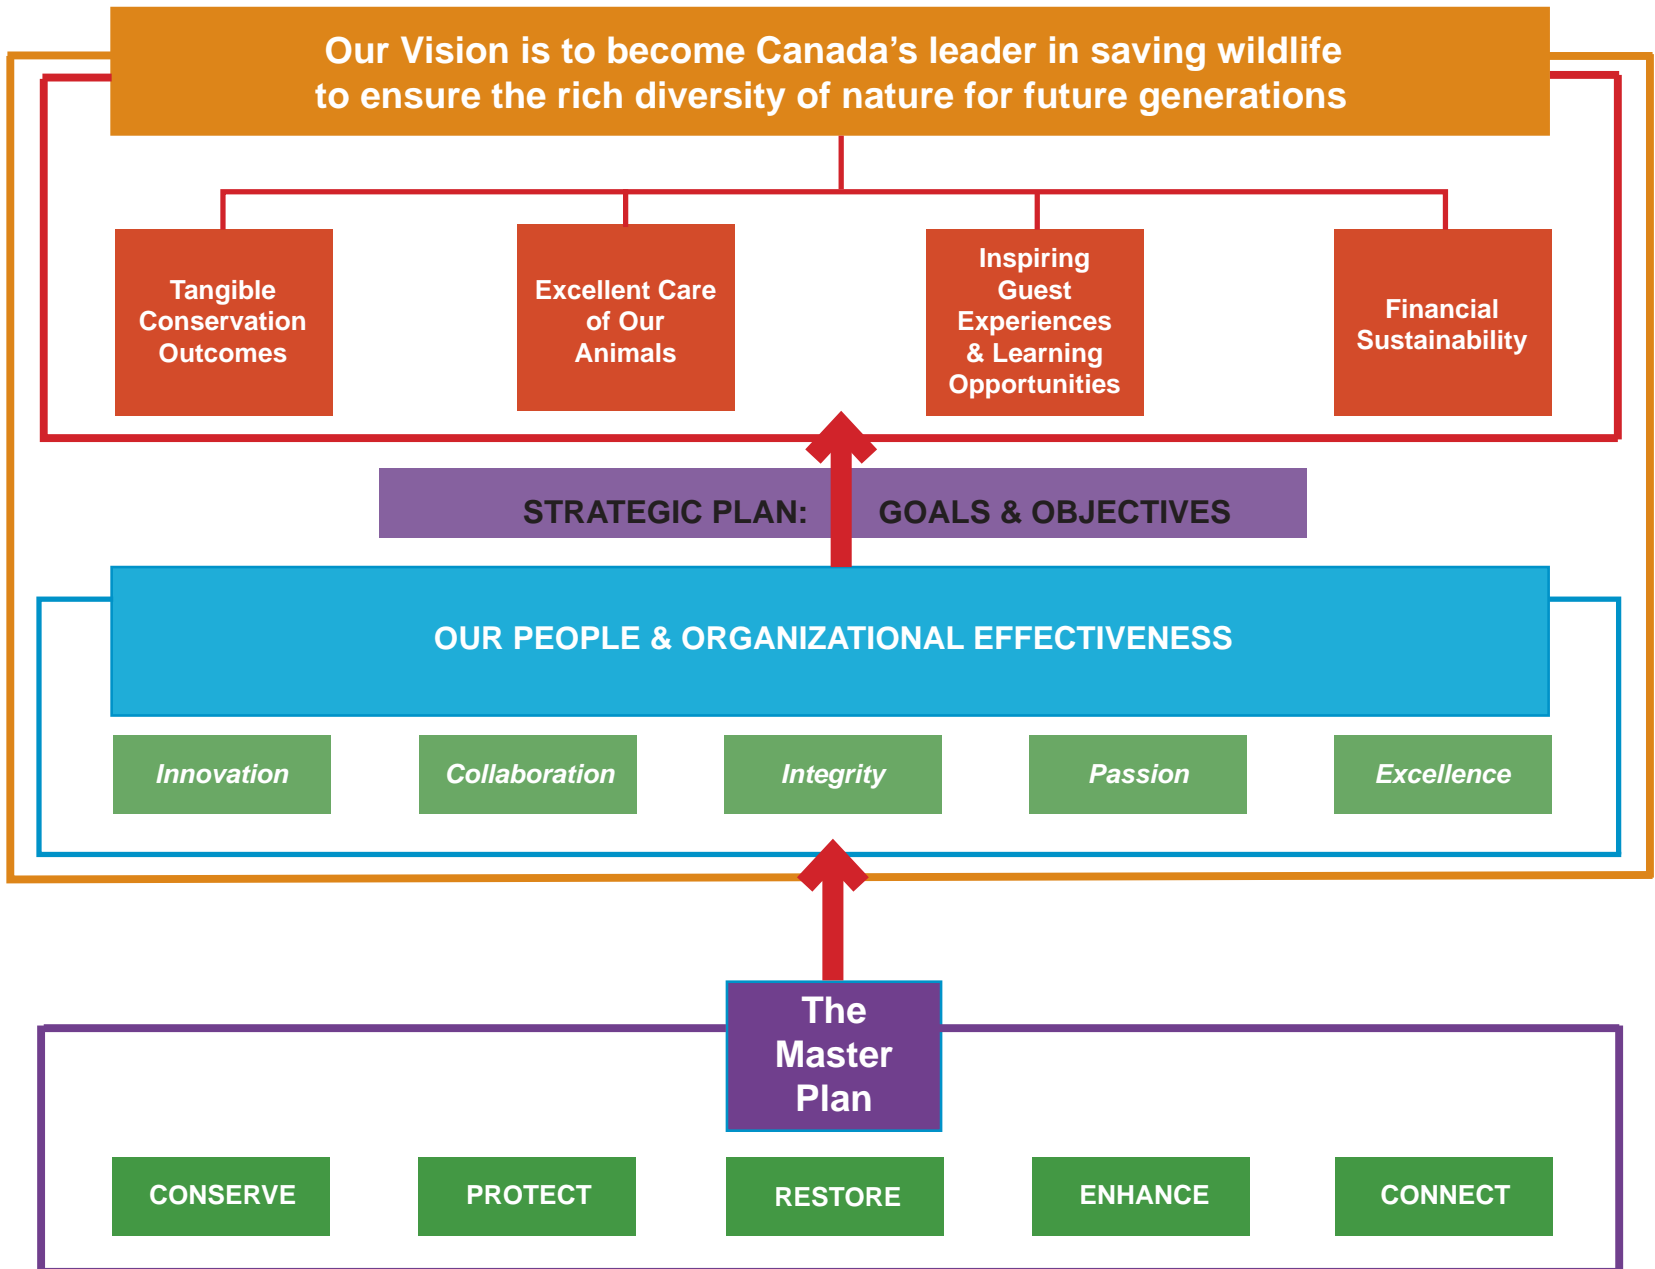 Our Vision is to become Canada’s leader in saving wildlife
to ensure the rich diversity of nature for future generations
Tangible
Conservation
Outcomes
Excellent Care
of Our
Animals
Inspiring
Guest
Experiences
& Learning
Opportunities
Financial
Sustainability
STRATEGIC PLAN: GOALS & OBJECTIVES
OUR PEOPLE & ORGANIZATIONAL EFFECTIVENESS
Innovation
Collaboration
Integrity
Passion
Excellence
The
Master
Plan
CONSERVE
PROTECT
RESTORE
ENHANCE
CONNECT